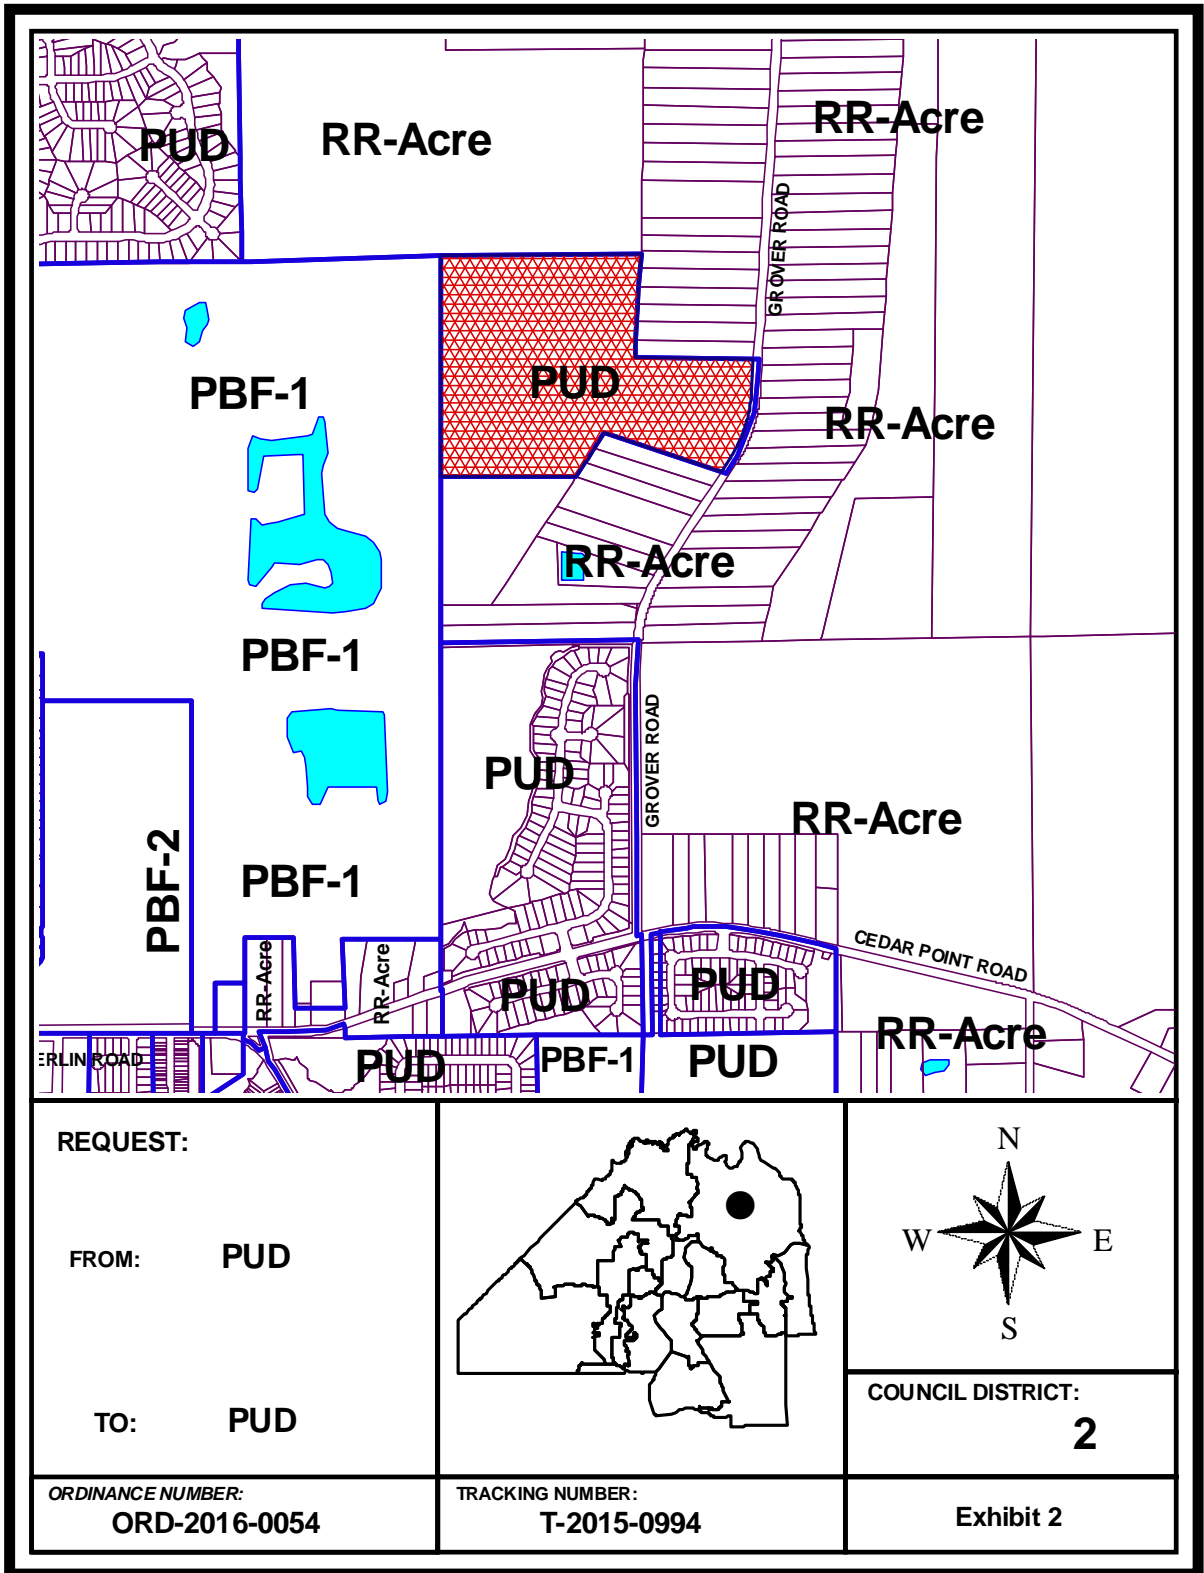 RR-Acre
PUD
RR-Acre
GROVER ROAD
PBF-1
PUD
RR-Acre
RR-Acre
PBF-1
GROVER ROAD
PUD
RR-Acre
PBF-2
PBF-1
RR-Acre
RR-Acre
CEDAR POINT ROAD
PUD
PUD
RR-Acre
ERLIN ROAD
PUD
PBF-1
PUD
REQUEST:
FROM: PUD
TO: PUD
N
W E
S
COUNCIL DISTRICT:
2
ORDINANCE NUMBER:
ORD-2016-0054
TRACKING NUMBER:
T-2015-0994
Exhibit 2